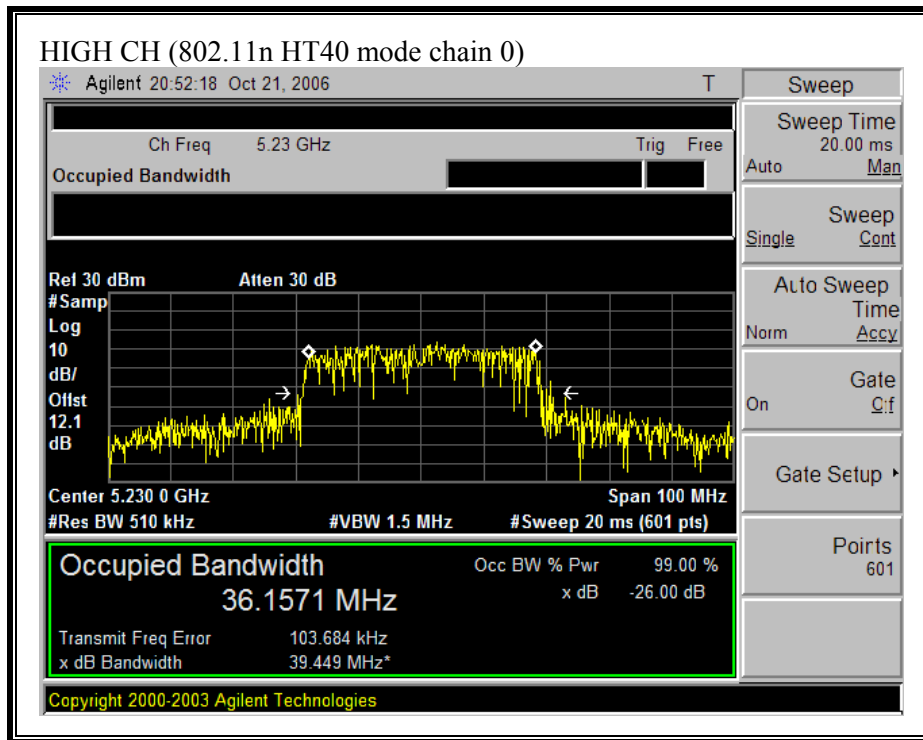 HIGH CH (802.11n HT40 mode chain 0)
Agilent 20:52:18 Oct 21, 2006 T
Sweep
Ch Freq 5.23 GHz Trig Free
Occupied Bandwidth
Sweep Time
20.00 ms
Auto Man
Sweep
Single Cont
Auto Sweep
Time
Norm Accy
Gate
On Off
Gate Setup
Points
601
Ref 30 dBm Atten 30 dB
#Samp
Log
10
dB/
Offst
12.1
dB
Center 5.230 0 GHz Span 100 MHz
#Res BW 510 kHz #VBW 1.5 MHz #Sweep 20 ms (601 pts)
Occupied Bandwidth
36.1571 MHz
Occ BW % Pwr 99.00 %
x dB -26.00 dB
Transmit Freq Error 103.684 kHz
x dB Bandwidth 39.449 MHz*
Copyright 2000-2003 Agilent Technologies